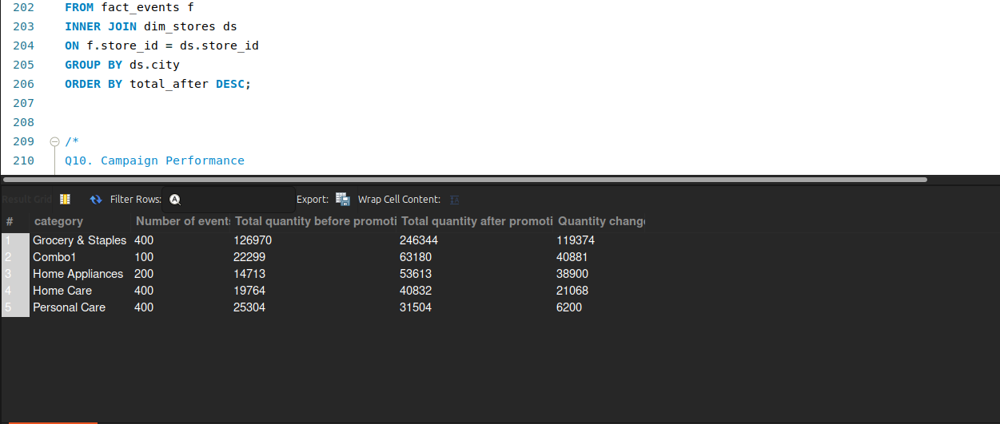 202 FROM fact_events f
203 INNER JOIN dim_stores ds
204 ON f.store_id = ds.store_id
205 GROUP BY ds.city
206 ORDER BY total_after DESC;
207
208
209 /*
210 Q10. Campaign Performance
Result Grid Filter Rows: Export: Wrap Cell Content:
# category Number of event Total quantity before promoti Total quantity after promoti Quantity chang
1 Grocery & Staples 400 126970 246344 119374
2 Combo1 100 22299 63180 40881
3 Home Appliances 200 14713 53613 38900
4 Home Care 400 19764 40832 21068
5 Personal Care 400 25304 31504 6200